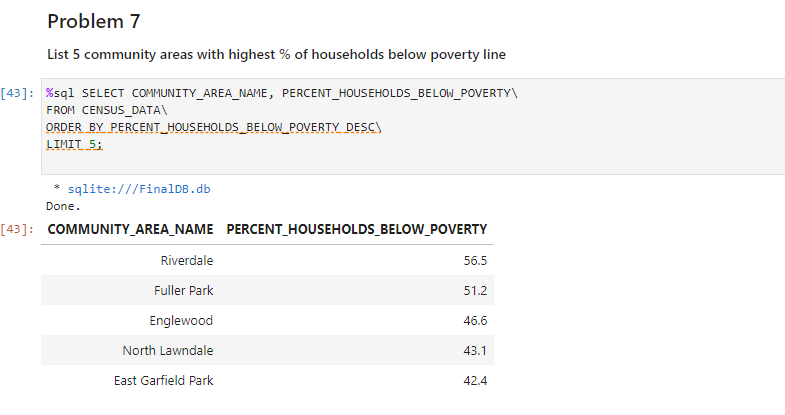 Problem 7
List 5 community areas with highest % of households below poverty line
[43]: %sql SELECT COMMUNITY_AREA_NAME, PERCENT_HOUSEHOLDS_BELOW_POVERTY\
FROM CENSUS_DATA\
ORDER BY PERCENT_HOUSEHOLDS_BELOW_POVERTY DESC\
LIMIT 5;
* sqlite:///FinalDB.db
Done.
[43]: COMMUNITY_AREA_NAME PERCENT_HOUSEHOLDS_BELOW_POVERTY
Riverdale 56.5
Fuller Park 51.2
Englewood 46.6
North Lawndale 43.1
East Garfield Park 42.4